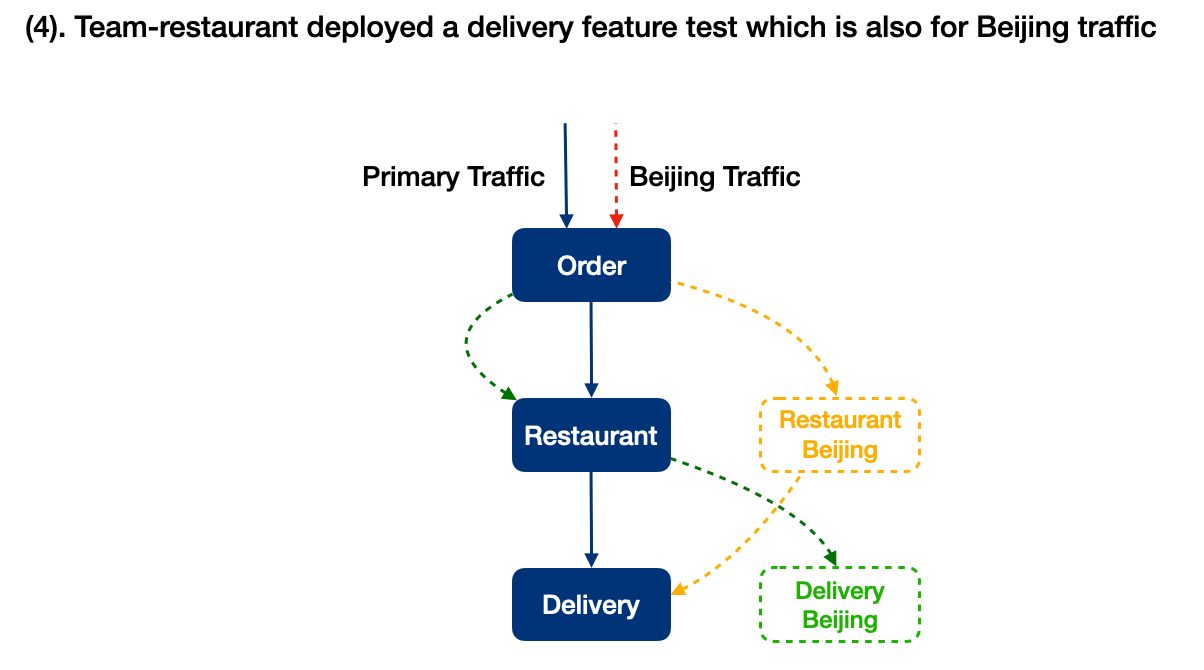 (4). Team-restaurant deployed a delivery feature test which is also for Beijing traffic
Primary Traffic
Beijing Traffic
Order
Restaurant
Restaurant
Beijing
Delivery
Delivery
Beijing